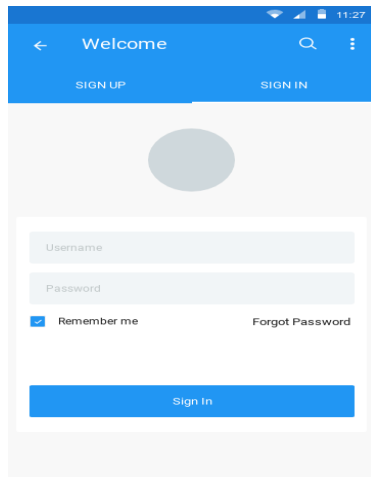 11:27
Welcome
SIGN UP SIGN IN
Username
Password
Remember me Forgot Password
Sign In